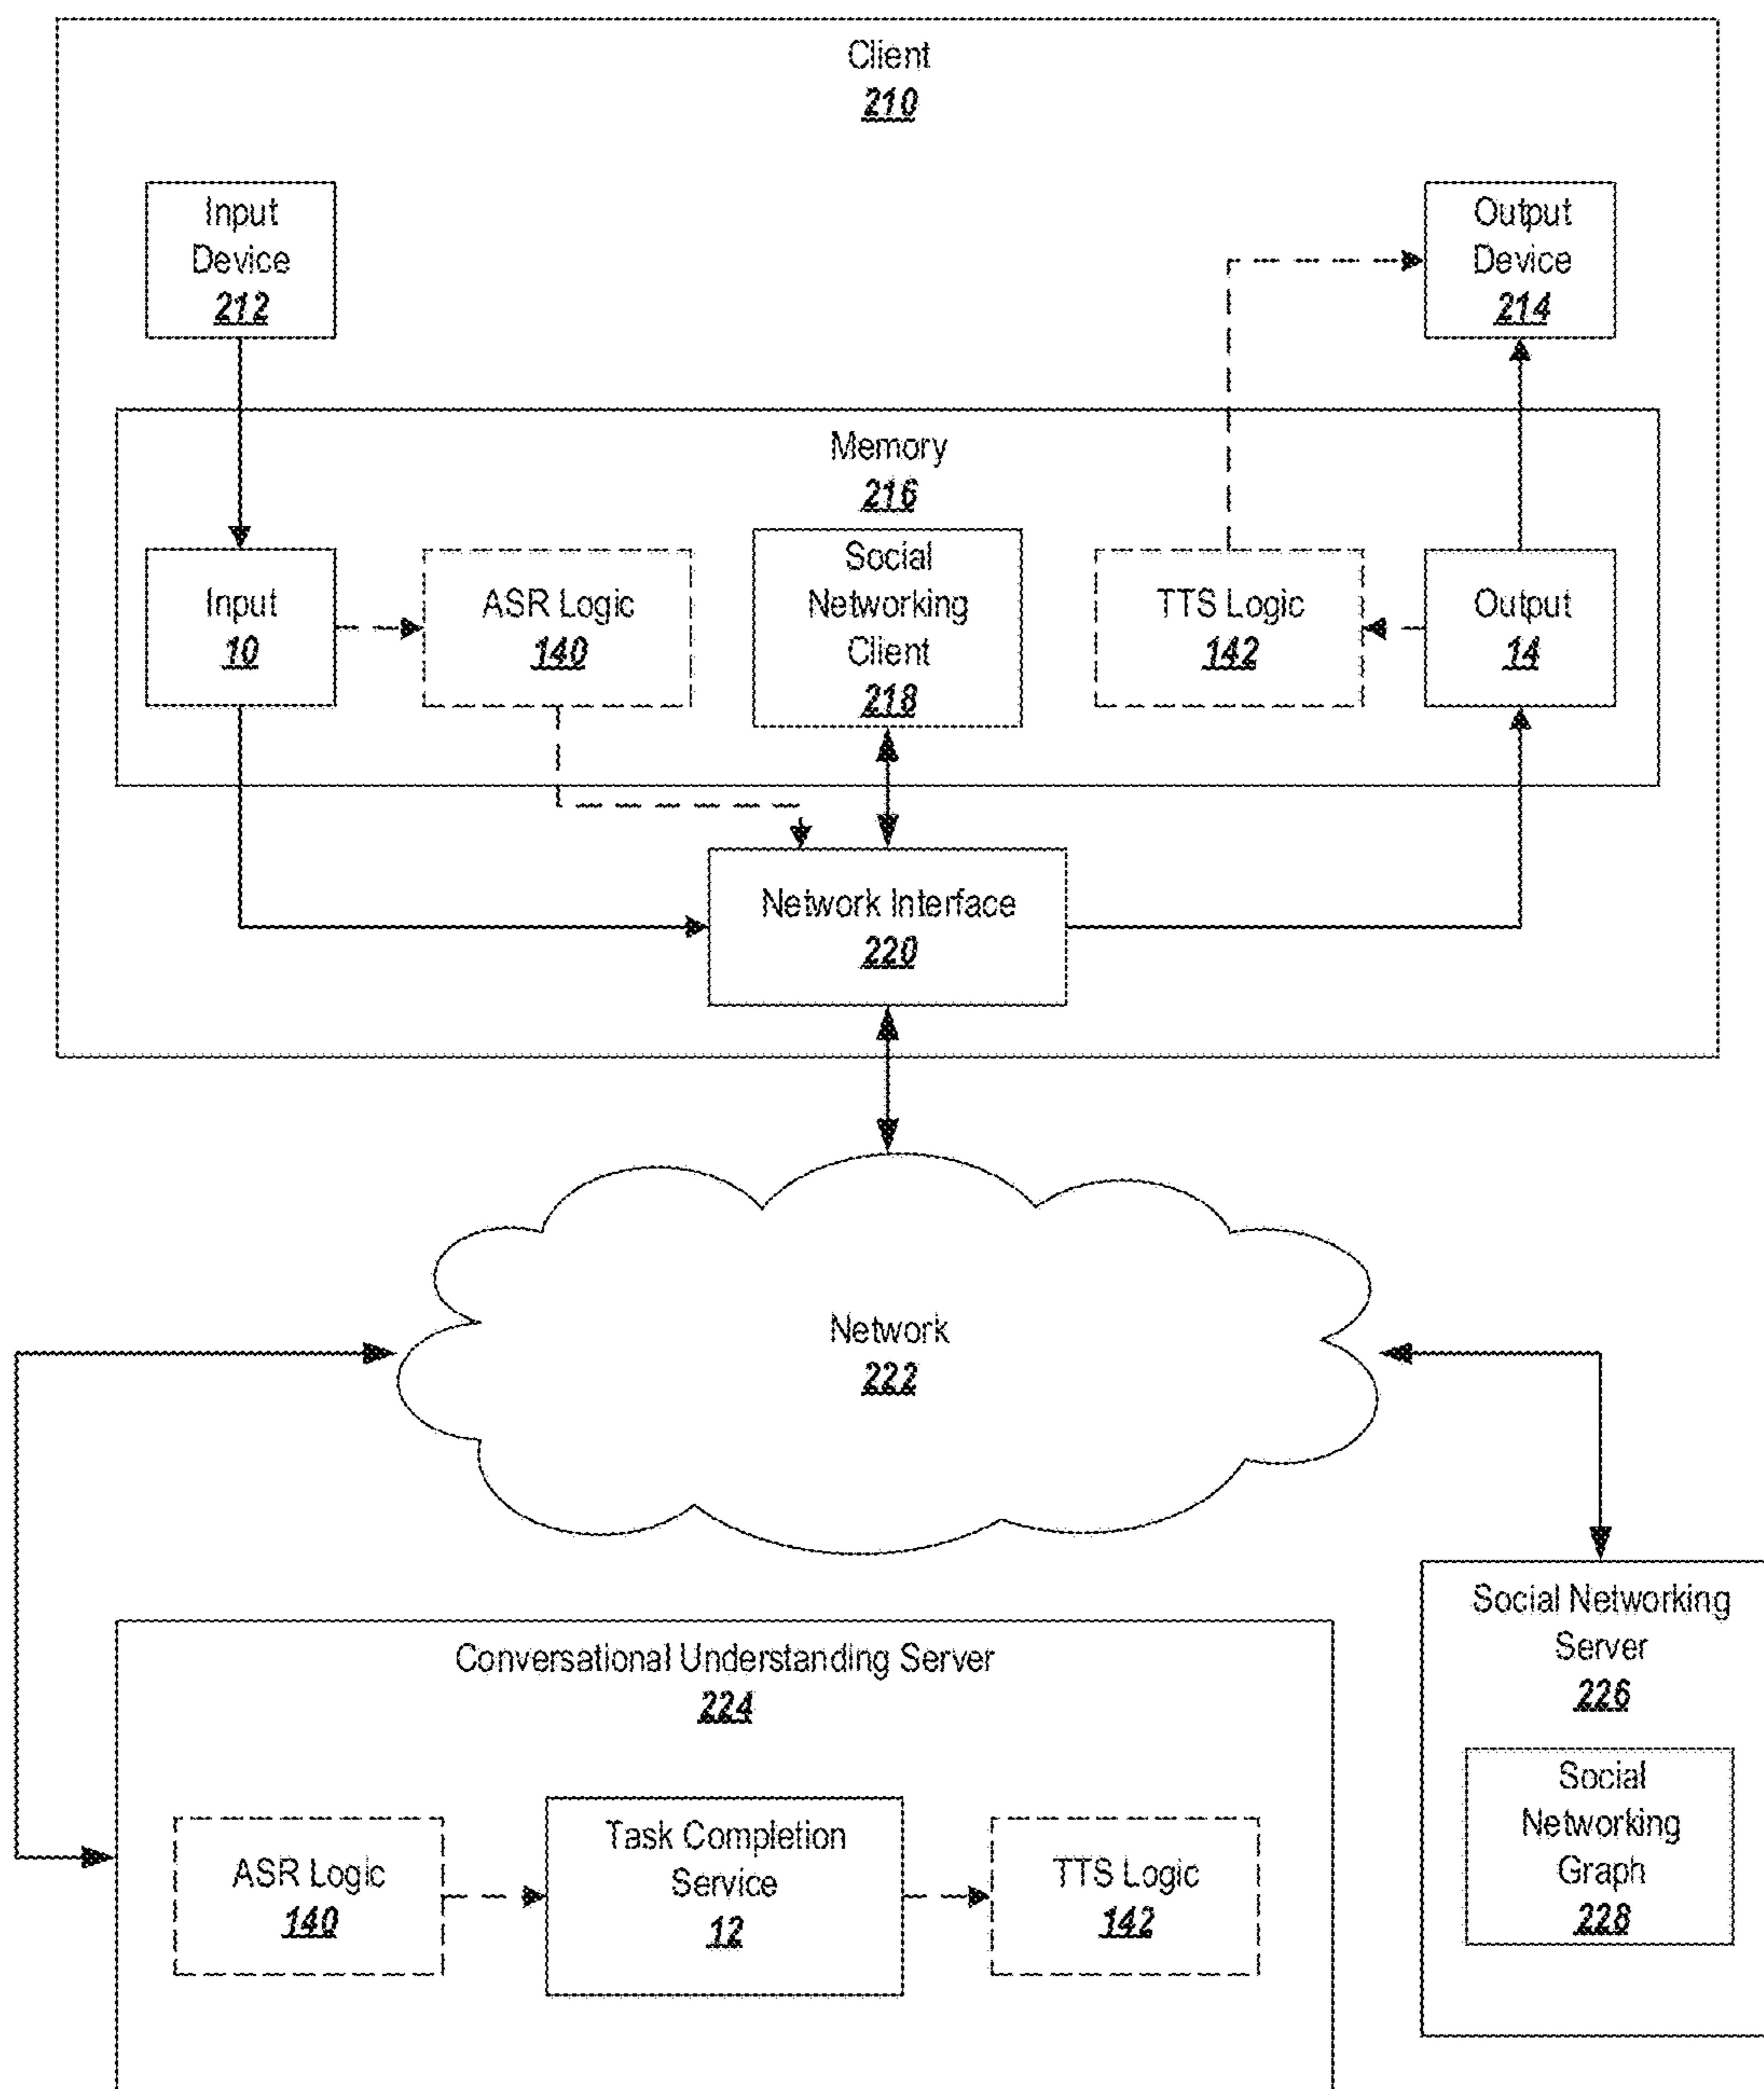 Client
210
Input
Device
212
Output
Device
214
Memory
216
Input
10
ASR Logic
140
Social
Networking
Client
218
TTS Logic
142
Output
14
Network Interface
220
Network
222
Conversational Understanding Server
224
ASR Logic
140
Task Completion
Service
12
TTS Logic
142
Social Networking
Server
226
Social
Networking
Graph
228